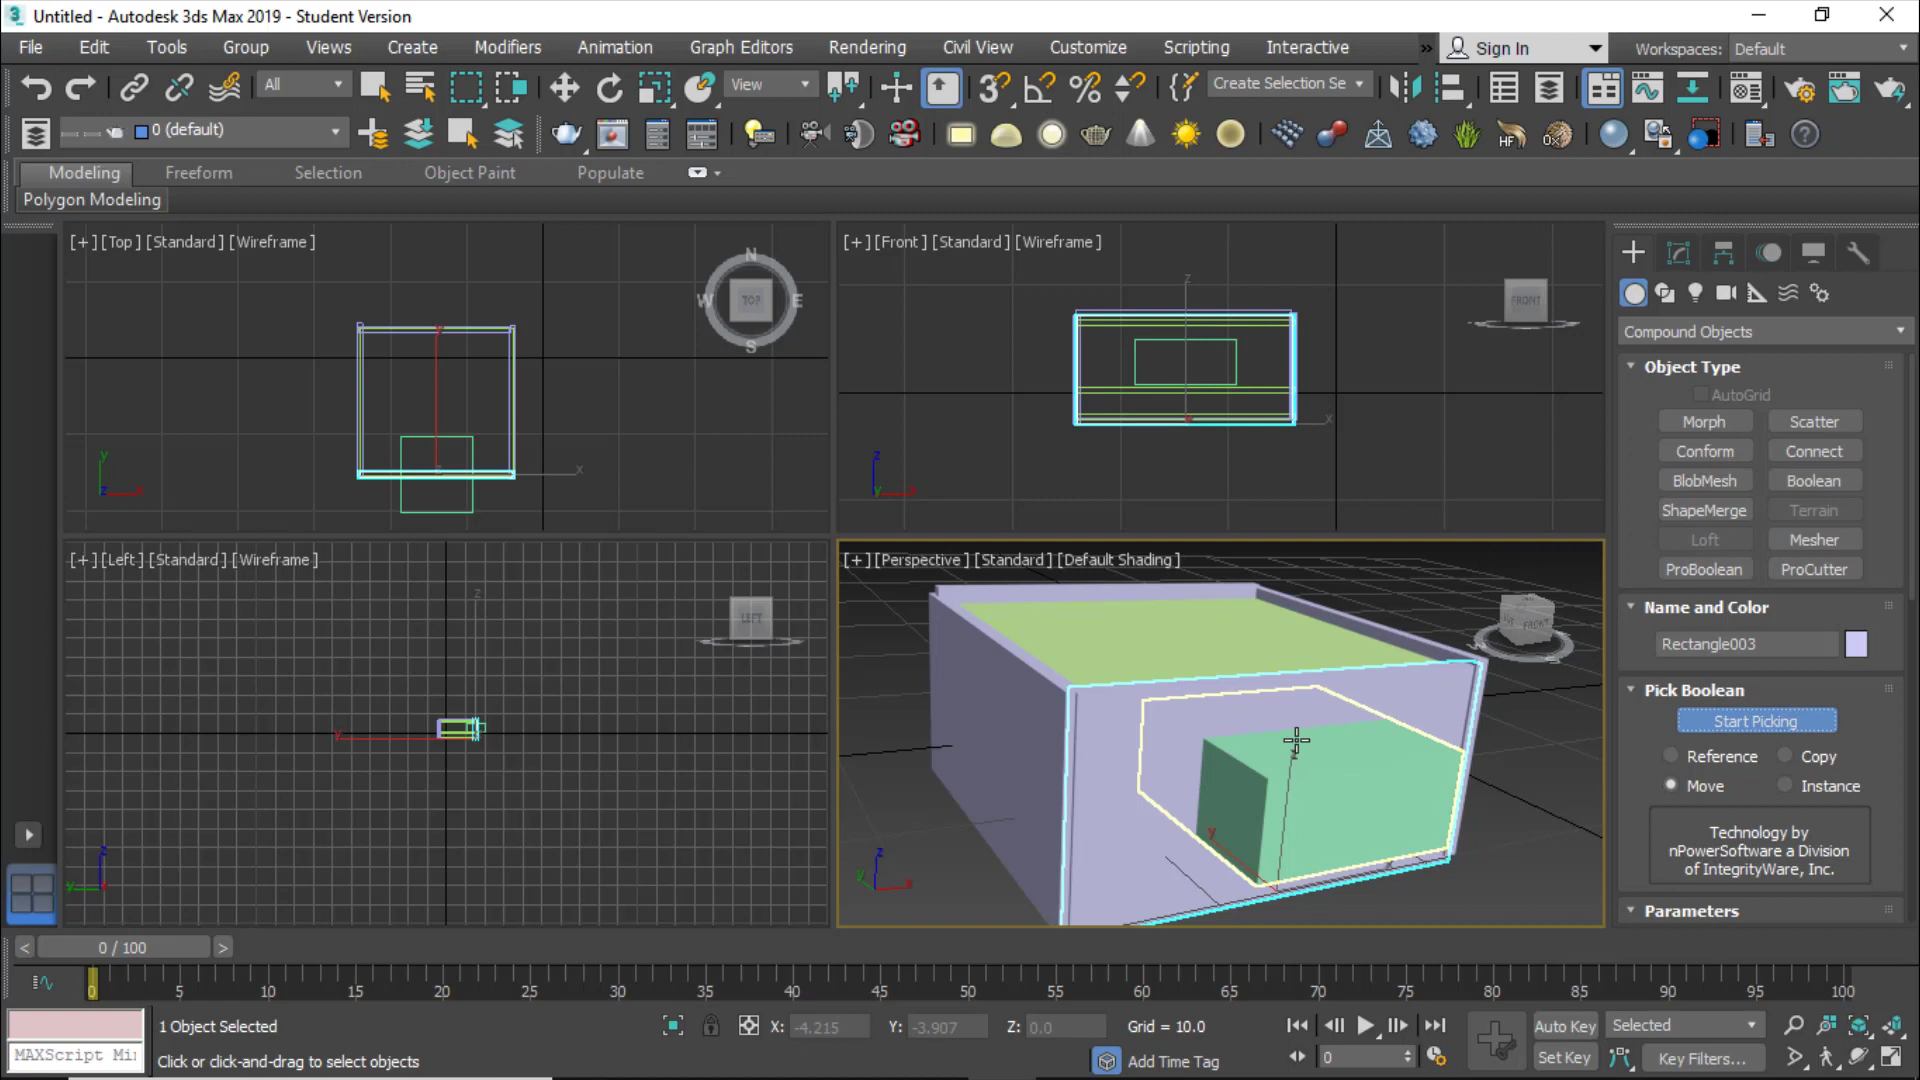 Untitled - Autodesk 3ds Max 2019 - Student Version
File Edit Tools Group Views Create Modifiers Animation Graph Editors Rendering Civil View Customize Scripting Interactive » Sign In Workspaces: Default
All View Create Selection Se
0 (default)
Modeling Freeform Selection Object Paint Populate
Polygon Modeling
[+] [Top] [Standard] [Wireframe]
N
W TOP E
S
y
x
y
z x
[+] [Front] [Standard] [Wireframe]
z
FRONT
x
z
y x
Compound Objects
Object Type
AutoGrid
Morph Scatter
Conform Connect
BlobMesh Boolean
ShapeMerge Terrain
Loft Mesher
ProBoolean ProCutter
Name and Color
Rectangle003
Pick Boolean
Start Picking
Reference Copy
Move Instance
Technology by
nPowerSoftware a Division
of IntegrityWare, Inc.
Parameters
[+] [Left] [Standard] [Wireframe]
z
LEFT
y
z
y x
[+] [Perspective] [Standard] [Default Shading]
FRONT
W
S
z
y
x
z
y x
< 0 / 100 >
0 5 10 15 20 25 30 35 40 45 50 55 60 65 70 75 80 85 90 95 100
1 Object Selected X: -4.215 Y: -3.907 Z: 0.0 Grid = 10.0 Auto Key Selected
MAXScript Mi
Click or click-and-drag to select objects Add Time Tag 0 Set Key Key Filters...